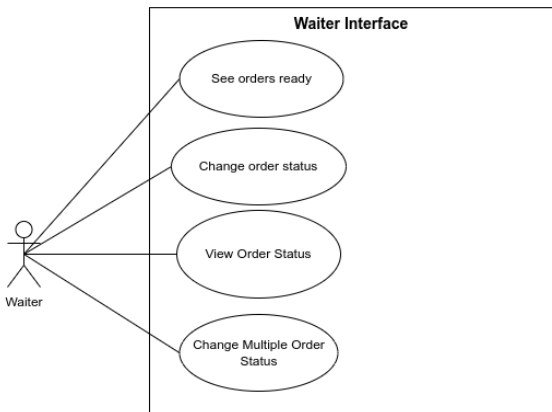 Waiter Interface
See orders ready
Change order status
View Order Status
Waiter
Change Multiple Order
Status